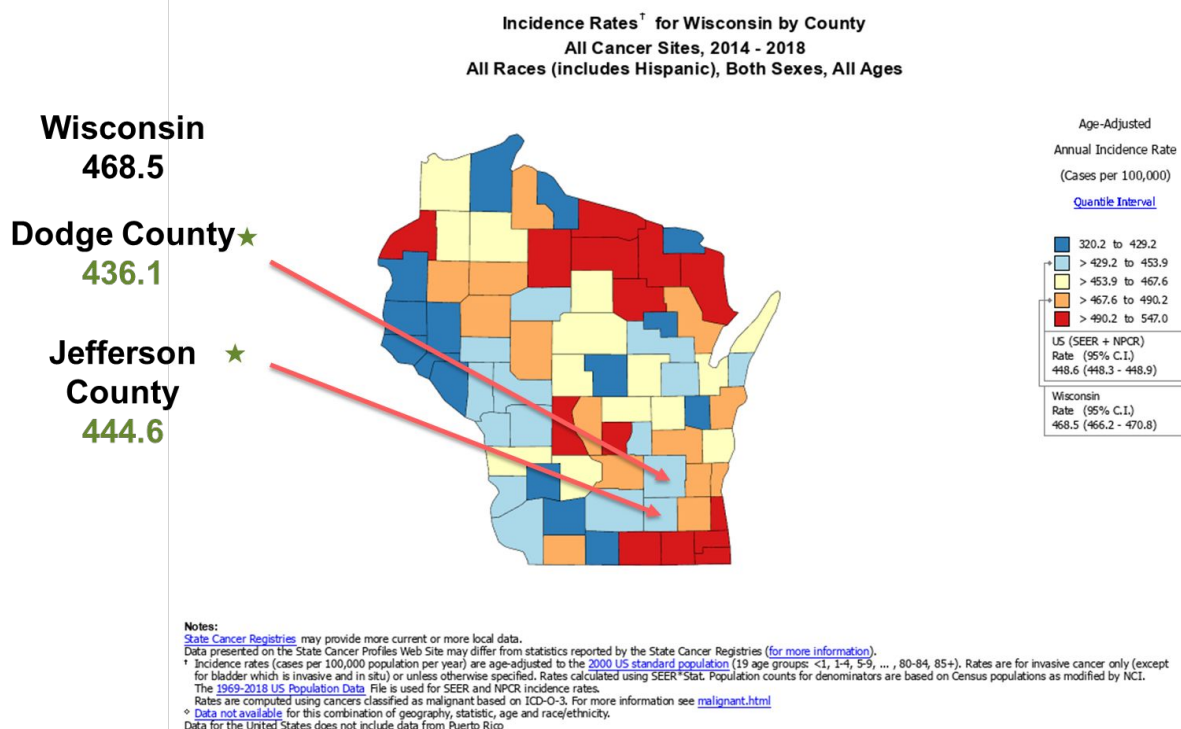 Incidence Rates† for Wisconsin by County
All Cancer Sites, 2014 - 2018
All Races (includes Hispanic), Both Sexes, All Ages
Wisconsin
468.5
Dodge County
436.1
Jefferson
County
444.6
Age-Adjusted
Annual Incidence Rate
(Cases per 100,000)
Quantile Interval
320.2 to 429.2
> 429.2 to 453.9
> 453.9 to 467.6
> 467.6 to 490.2
> 490.2 to 547.0
US (SEER + NPCR)
Rate (95% C.I.)
448.6 (448.3 - 448.9)
Wisconsin
Rate (95% C.I.)
468.5 (466.2 - 470.8)
Notes:
State Cancer Registries may provide more current or more local data.
Data presented on the State Cancer Profiles Web Site may differ from statistics reported by the State Cancer Registries (for more information).
† Incidence rates (cases per 100,000 population per year) are age-adjusted to the 2000 US standard population (19 age groups: <1, 1-4, 5-9, ... , 80-84, 85+). Rates are for invasive cancer only (except
for bladder which is invasive and in situ) or unless otherwise specified. Rates calculated using SEER*Stat. Population counts for denominators are based on Census populations as modified by NCI.
The 1969-2018 US Population Data File is used for SEER and NPCR incidence rates.
Rates are computed using cancers classified as malignant based on ICD-O-3. For more information see malignant.html
◇ Data not available for this combination of geography, statistic, age and race/ethnicity.
Data for the United States does not include data from Puerto Rico